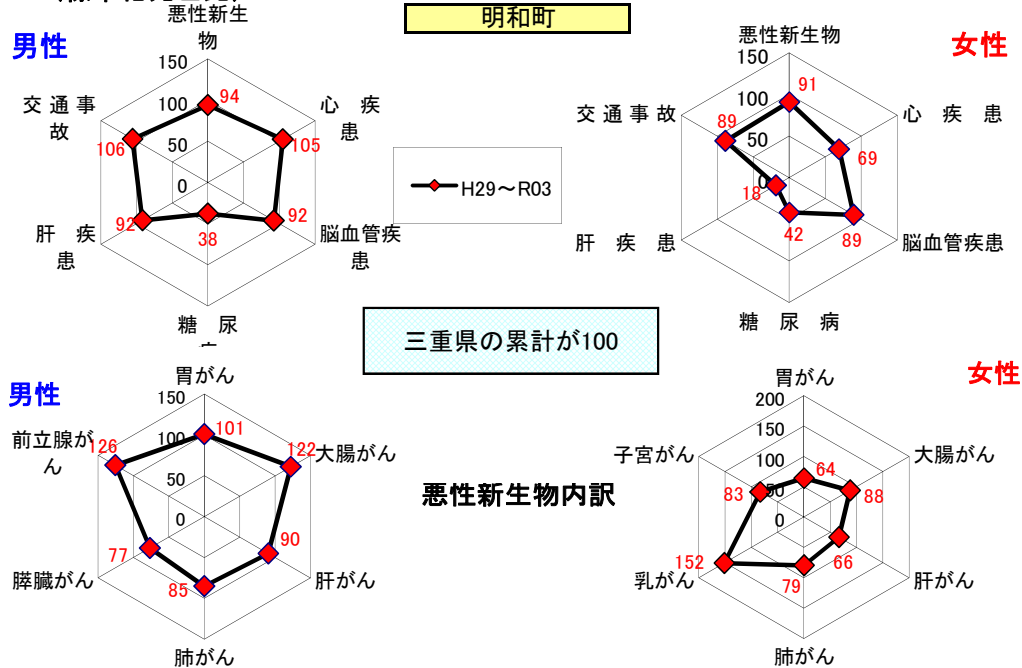 明和町
男性
悪性新生
物
150
100
50
0
94
心 疾
患
105
92
脳血管疾
患
38
糖 尿
肝 疾
患
92
交 通 事
故
106
H29～R03
女性
悪性新生物
150
100
50
0
91
心 疾 患
69
89
脳血管疾患
42
糖 尿 病
肝 疾 患
18
交 通 事 故
89
三重県の累計が100
男性
胃がん
150
100
50
0
101
122
大腸がん
90
肝がん
85
肺がん
77
膵臓がん
前立腺が
ん
126
悪性新生物内訳
女性
胃がん
200
150
100
50
0
64
大腸がん
88
66
肝がん
79
肺がん
152
乳がん
子宮がん
83